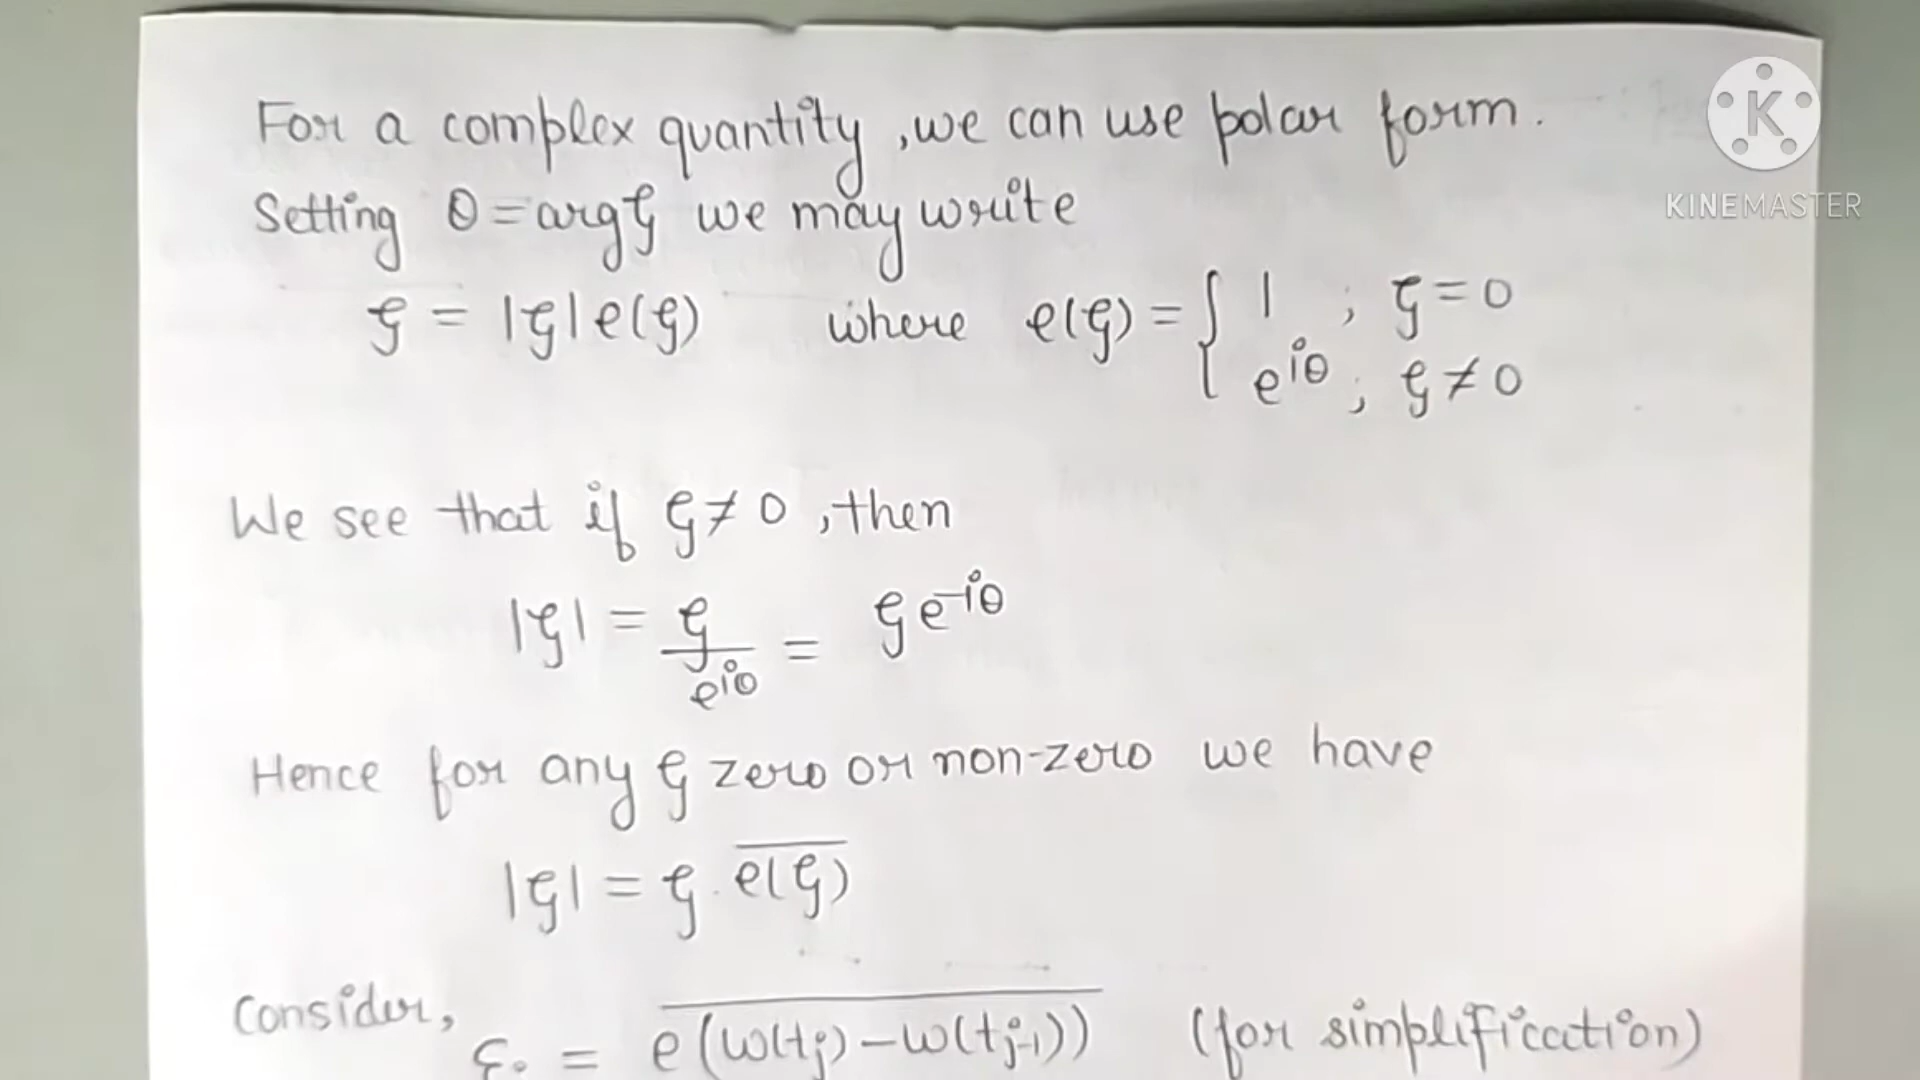 For a complex quantity, we can use polar form.
Setting θ = arg ζ we may write
ζ = |ζ| e(ζ) where e(ζ) = { 1 ; ζ = 0
e^{iθ} ; ζ ≠ 0
We see that if ζ ≠ 0, then
|ζ| = ζ / e^{iθ} = ζ e^{-iθ}
Hence for any ζ zero or non-zero we have
|ζ| = ζ . \overline{e(ζ)}
Consider,
ε_j = \overline{e(w(t_j) - w(t_{j-1}))} (for simplification)
K
KINEMASTER